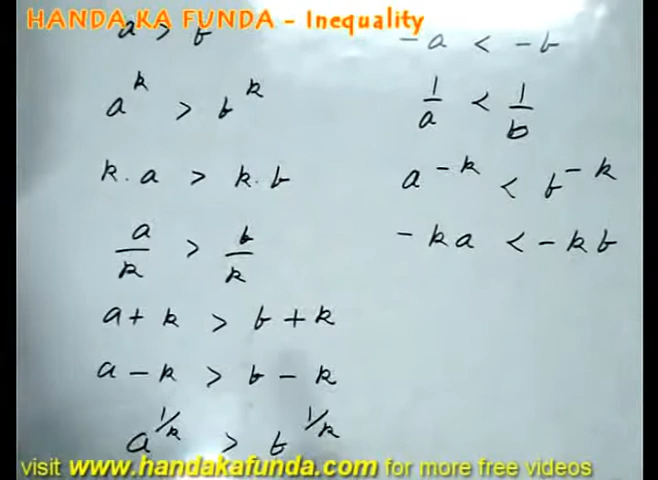 HANDA KA FUNDA - Inequality
a > b
a^k > b^k
k.a > k.b
a/k > b/k
a + k > b + k
a - k > b - k
a^1/k > b^1/k
-a < -b
1/a < 1/b
a^-k < b^-k
-ka < -kb
visit www.handakafunda.com for more free videos